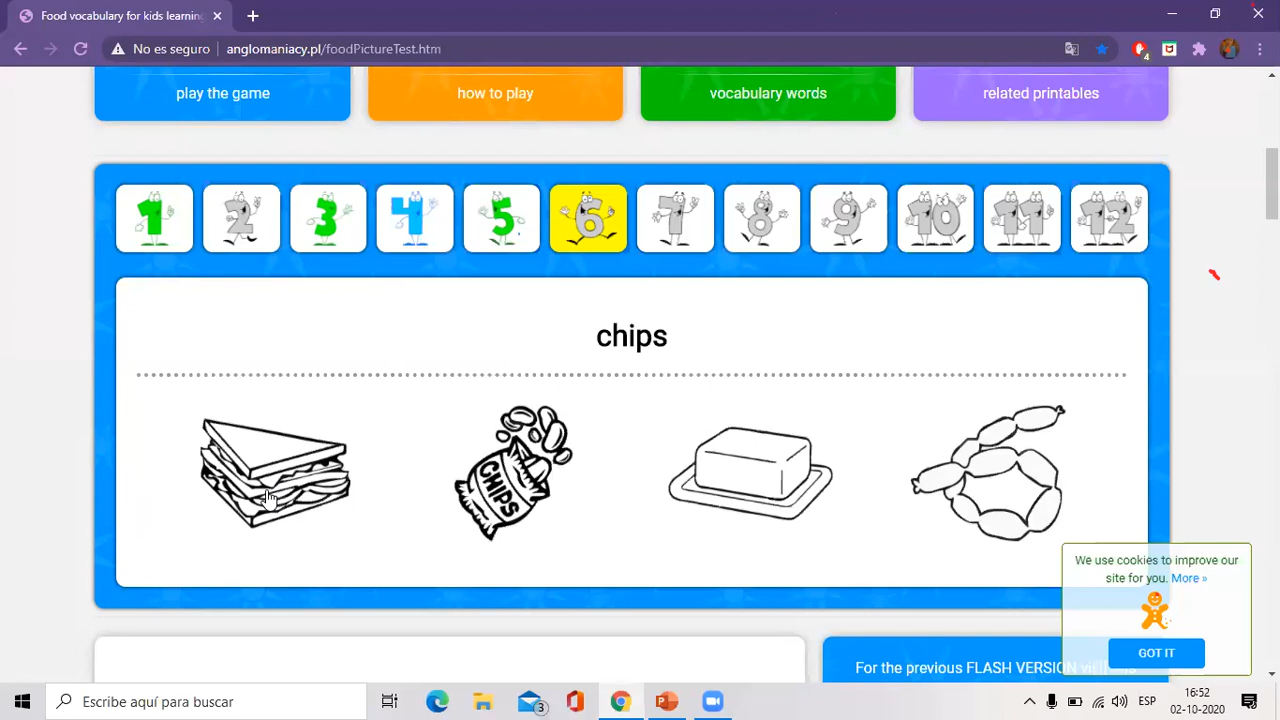 Food vocabulary for kids learning
No es seguro
anglomaniacy.pl/foodPictureTest.htm
4
play the game
how to play
vocabulary words
related printables
1 2 3 4 5 6 7 8 9 10 11 12
chips
CHIPS
We use cookies to improve our
site for you. More »
GOT IT
For the previous FLASH VERSION
Escribe aquí para buscar
3
ESP
16:52
02-10-2020